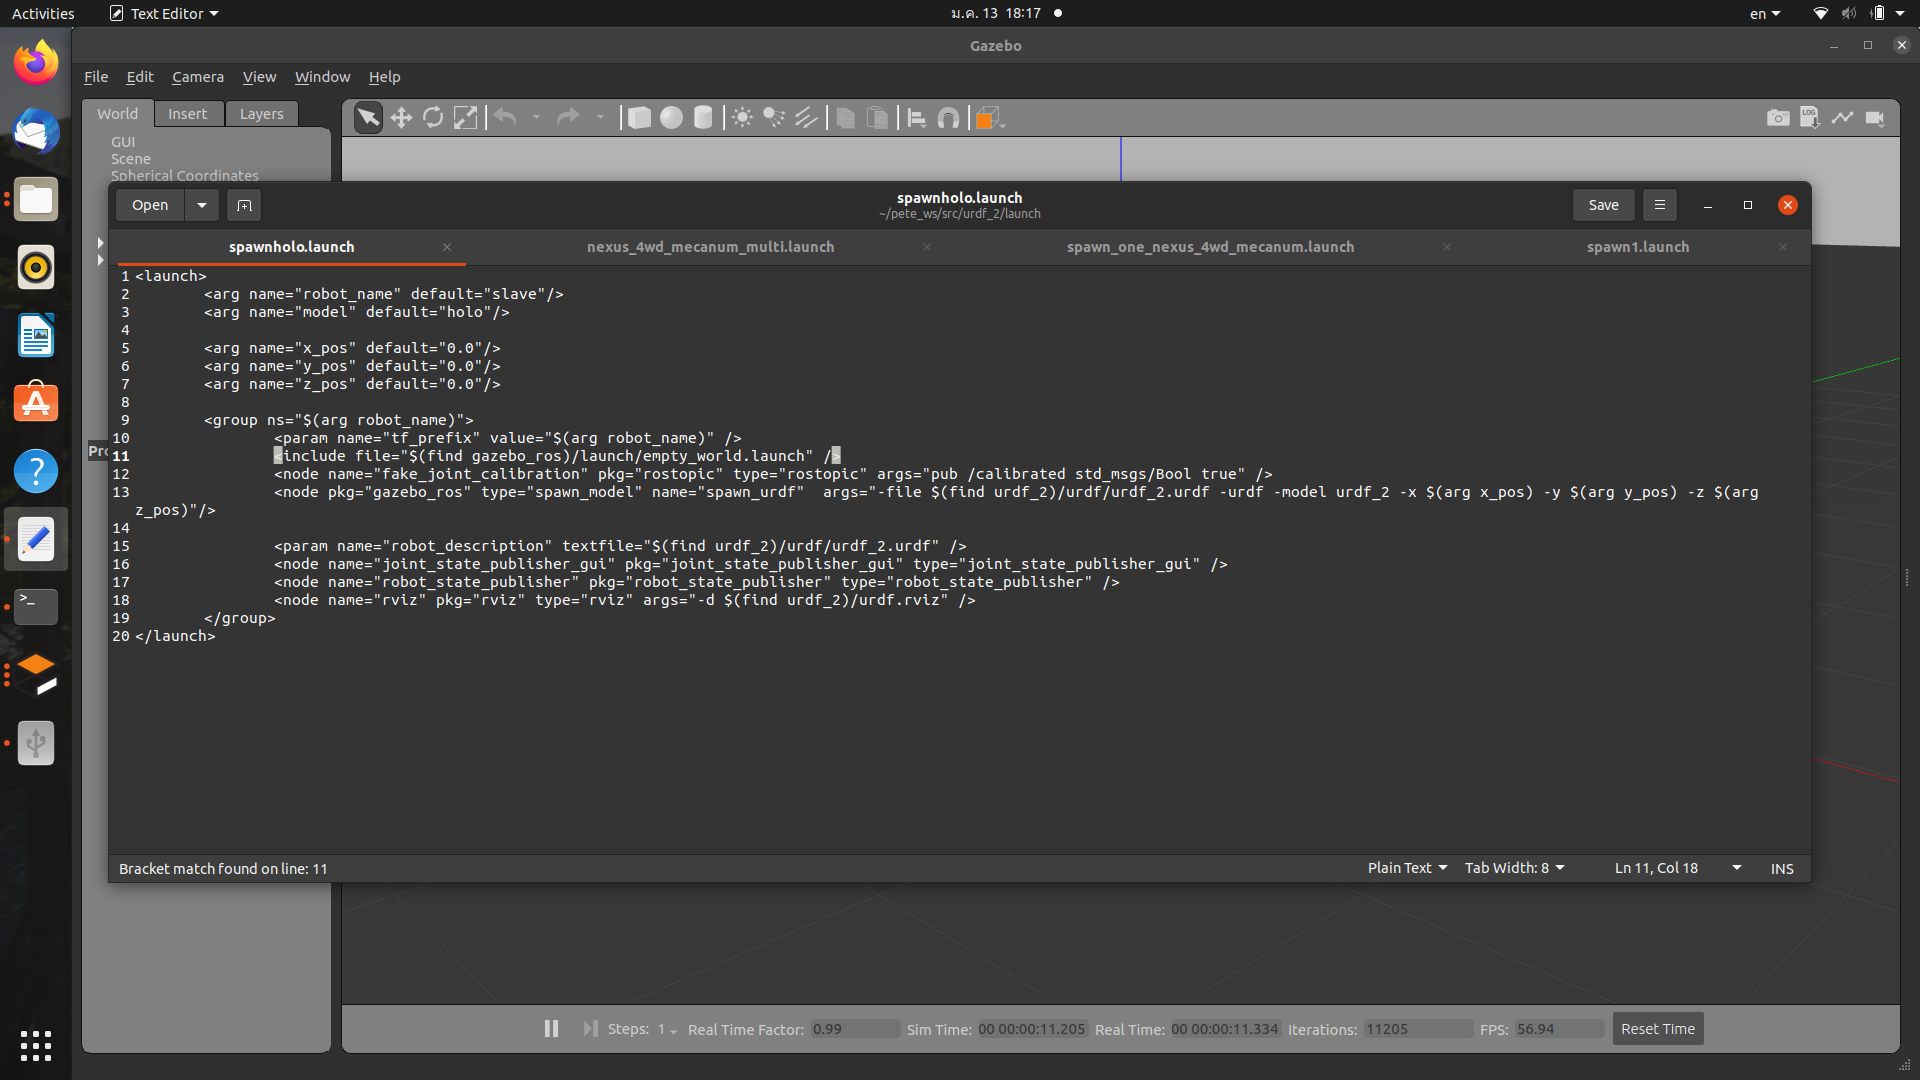 Activities
Text Editor
ม.ค. 13 18:17
en
Gazebo
File Edit Camera View Window Help
World Insert Layers
GUI
Scene
Spherical Coordinates
Open
spawnholo.launch
~/pete_ws/src/urdf_2/launch
Save
spawnholo.launch
nexus_4wd_mecanum_multi.launch
spawn_one_nexus_4wd_mecanum.launch
spawn1.launch
1 <launch>
2 <arg name="robot_name" default="slave"/>
3 <arg name="model" default="holo"/>
4
5 <arg name="x_pos" default="0.0"/>
6 <arg name="y_pos" default="0.0"/>
7 <arg name="z_pos" default="0.0"/>
8
9 <group ns="$(arg robot_name)">
10 <param name="tf_prefix" value="$(arg robot_name)" />
11 <include file="$(find gazebo_ros)/launch/empty_world.launch" />
12 <node name="fake_joint_calibration" pkg="rostopic" type="rostopic" args="pub /calibrated std_msgs/Bool true" />
13 <node pkg="gazebo_ros" type="spawn_model" name="spawn_urdf"  args="-file $(find urdf_2)/urdf/urdf_2.urdf -urdf -model urdf_2 -x $(arg x_pos) -y $(arg y_pos) -z $(arg
z_pos)"/>
14
15 <param name="robot_description" textfile="$(find urdf_2)/urdf/urdf_2.urdf" />
16 <node name="joint_state_publisher_gui" pkg="joint_state_publisher_gui" type="joint_state_publisher_gui" />
17 <node name="robot_state_publisher" pkg="robot_state_publisher" type="robot_state_publisher" />
18 <node name="rviz" pkg="rviz" type="rviz" args="-d $(find urdf_2)/urdf.rviz" />
19 </group>
20 </launch>
Pro
Bracket match found on line: 11
Plain Text
Tab Width: 8
Ln 11, Col 18
INS
Steps: 1
Real Time Factor: 0.99
Sim Time: 00 00:00:11.205
Real Time: 00 00:00:11.334
Iterations: 11205
FPS: 56.94
Reset Time
LOG